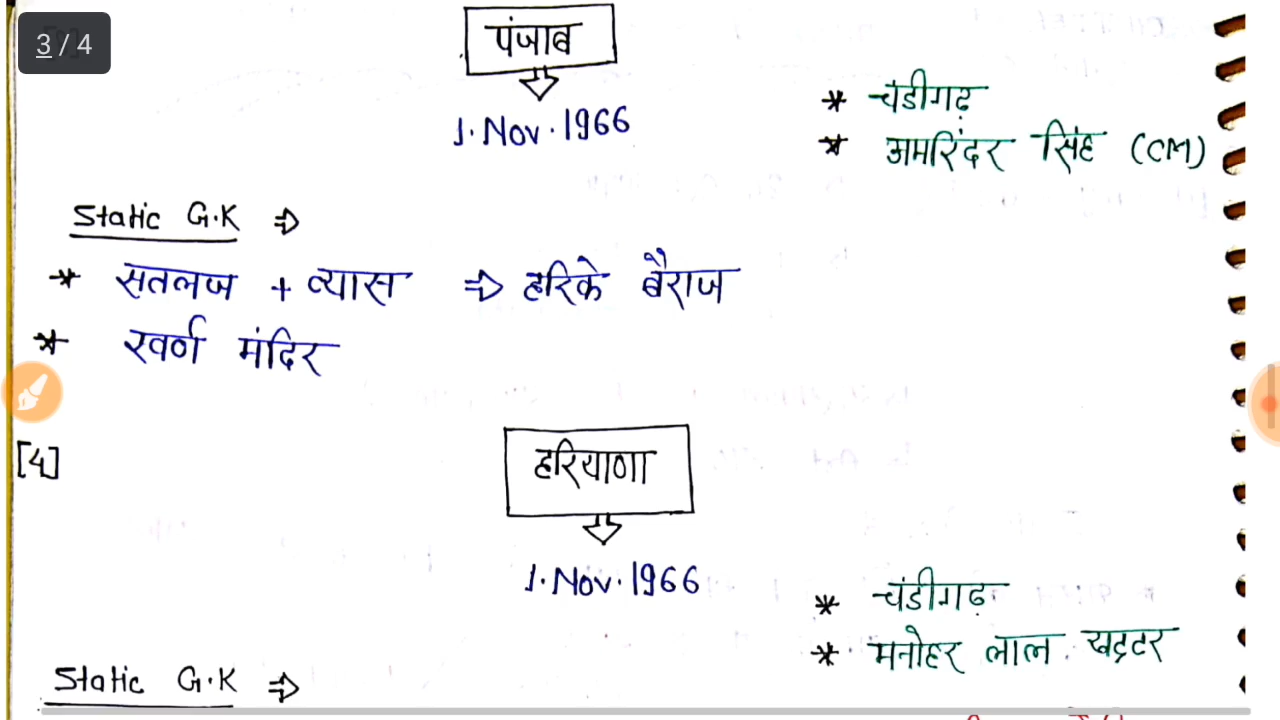 3 / 4
पंजाब
1. Nov. 1966
* चंडीगढ़
* अमरिंदर सिंह (CM)
Static G.K ⇒
* सतलज + व्यास ⇒ हरिके बैराज
* स्वर्ण मंदिर
[4]
हरियाणा
1. Nov. 1966
* चंडीगढ़
* मनोहर लाल खट्टर
Static G.K ⇒